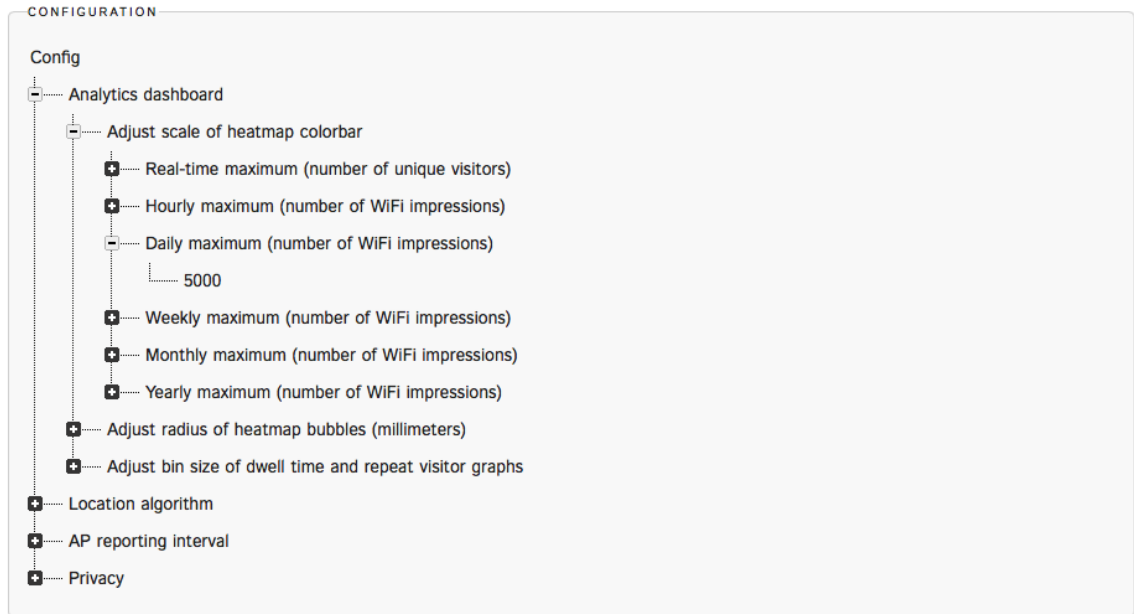 CONFIGURATION
Config
Analytics dashboard
Adjust scale of heatmap colorbar
Real-time maximum (number of unique visitors)
Hourly maximum (number of WiFi impressions)
Daily maximum (number of WiFi impressions)
5000
Weekly maximum (number of WiFi impressions)
Monthly maximum (number of WiFi impressions)
Yearly maximum (number of WiFi impressions)
Adjust radius of heatmap bubbles (millimeters)
Adjust bin size of dwell time and repeat visitor graphs
Location algorithm
AP reporting interval
Privacy